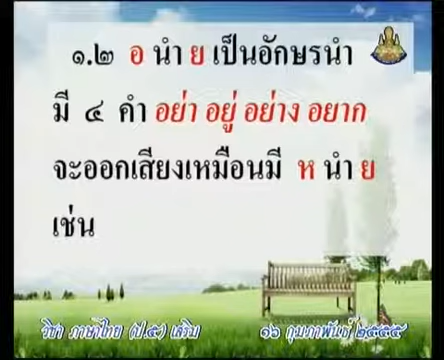 ๑.๒ อ นำ ย เป็นอักษรนำ
มี ๔ คำ อย่า อยู่ อย่าง อยาก
จะออกเสียงเหมือนมี ห นำ ย
เช่น
วิชา ภาษาไทย (ป.๕) เสริม ๑๖ กุมภาพันธ์ ๒๕๕๕